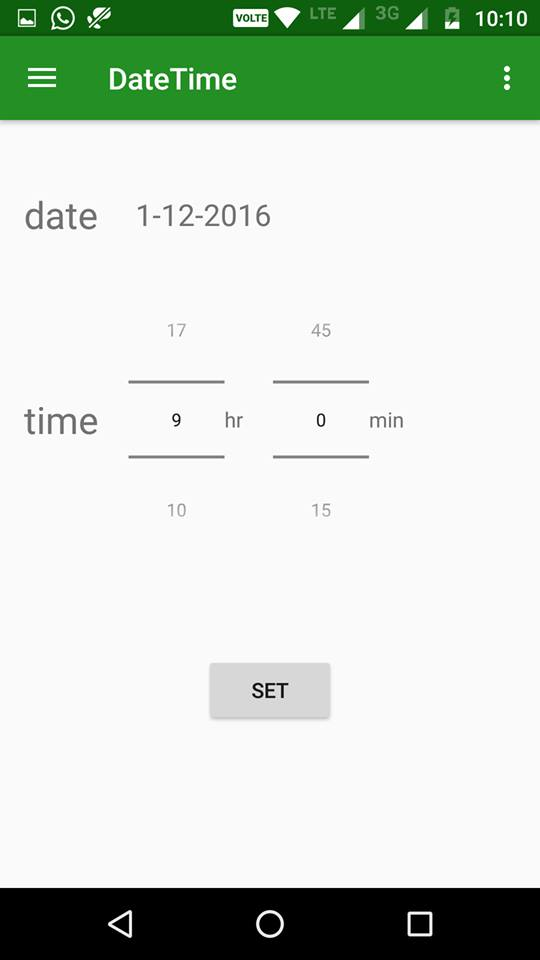 VOLTE LTE 3G 10:10
DateTime
date 1-12-2016
17 45
time 9 hr 0 min
10 15
SET